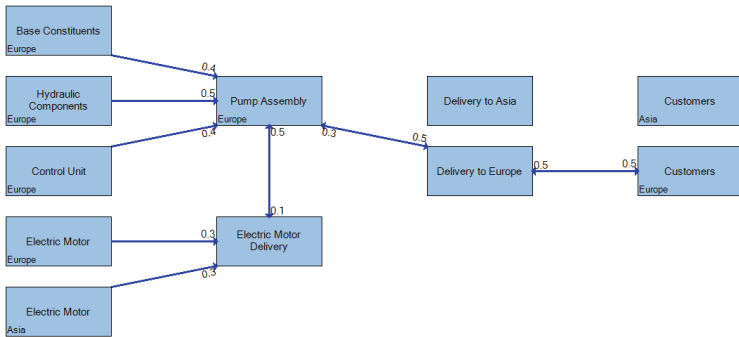 Base Constituents
Europe
0.4
Hydraulic
Components
Europe
0.5
Pump Assembly
Europe
Delivery to Asia
Customers
Asia
0.4
0.5
0.3
0.5
Control Unit
Europe
Delivery to Europe
0.5
0.5
Customers
Europe
0.1
Electric Motor
Europe
0.3
Electric Motor
Delivery
0.3
Electric Motor
Asia